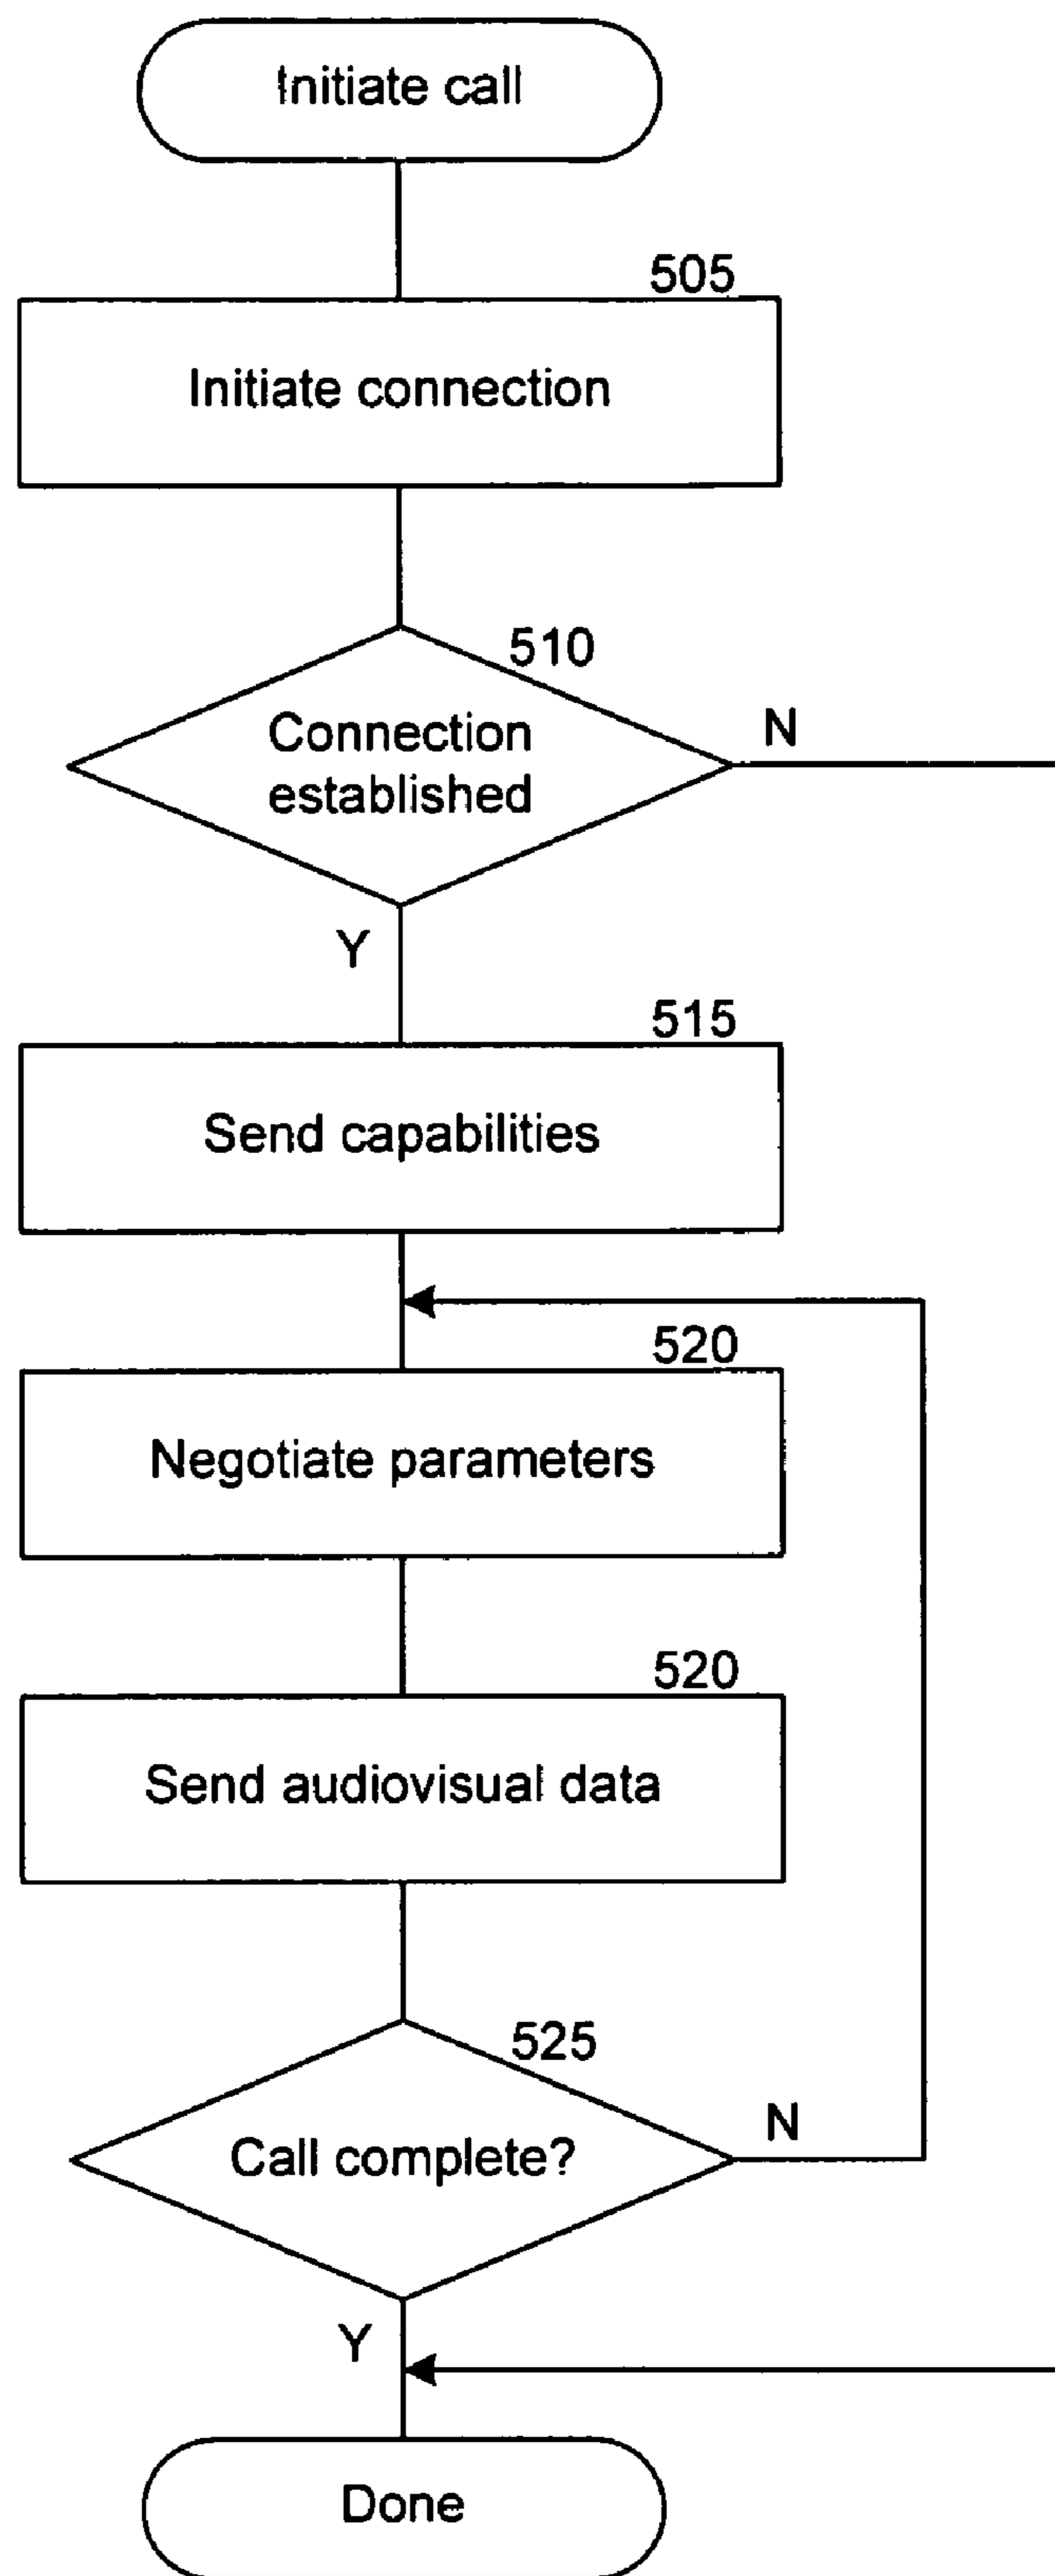 Initiate call
505
Initiate connection
510
Connection
established
N
Y
515
Send capabilities
520
Negotiate parameters
520
Send audiovisual data
525
Call complete?
N
Y
Done